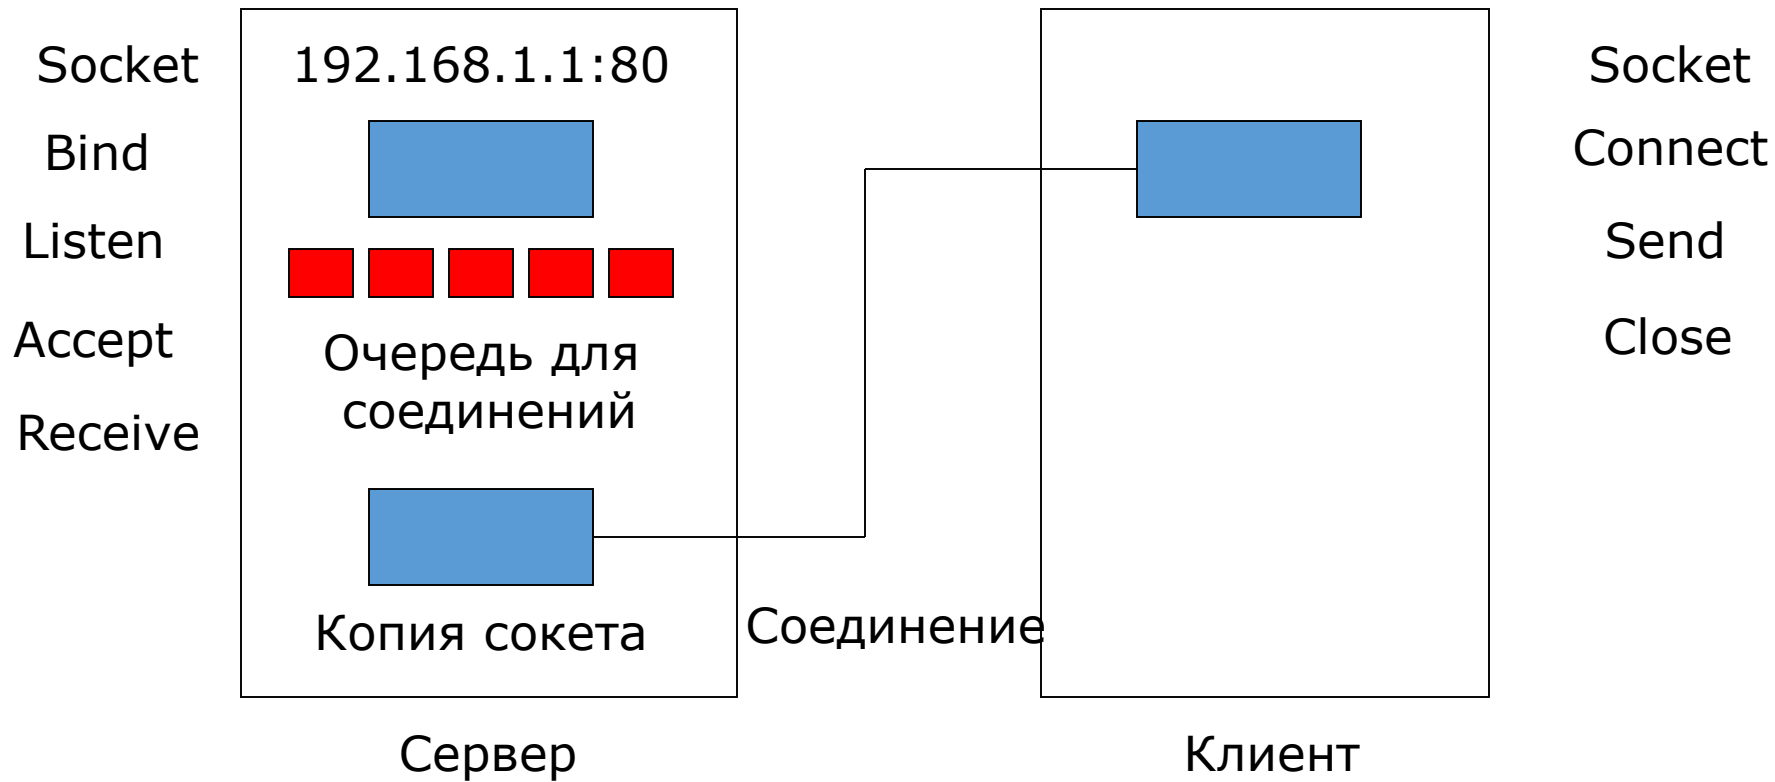 Socket
Bind
Listen
Accept
Receive
192.168.1.1:80
Очередь для
соединений
Копия сокета
Сервер
Соединение
Клиент
Socket
Connect
Send
Close